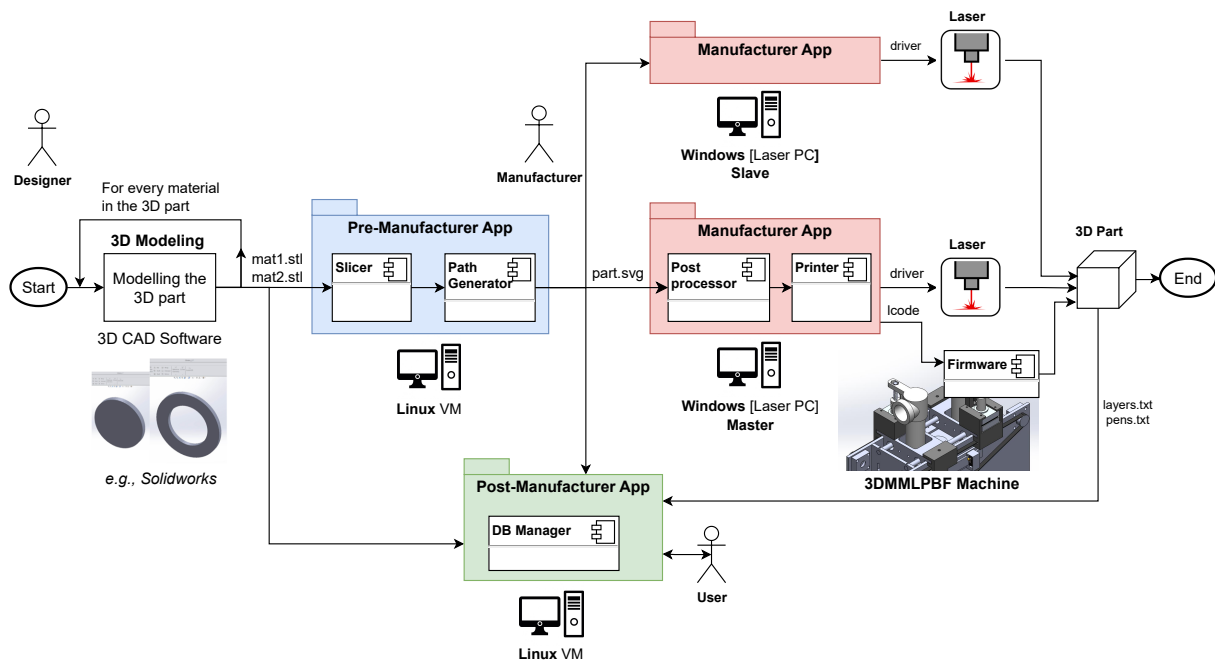 Laser
Manufacturer App
driver
Designer
Manufacturer
Windows [Laser PC]
Slave
For every material
in the 3D part
Pre-Manufacturer App
Manufacturer App
3D Part
3D Modeling
Start
Modelling the
3D part
mat1.stl
mat2.stl
Slicer
Path
Generator
part.svg
Post
processor
Printer
driver
Laser
End
lcode
3D CAD Software
Firmware
Linux VM
Windows [Laser PC]
Master
layers.txt
pens.txt
e.g., Solidworks
3DMMLPBF Machine
Post-Manufacturer App
DB Manager
User
Linux VM